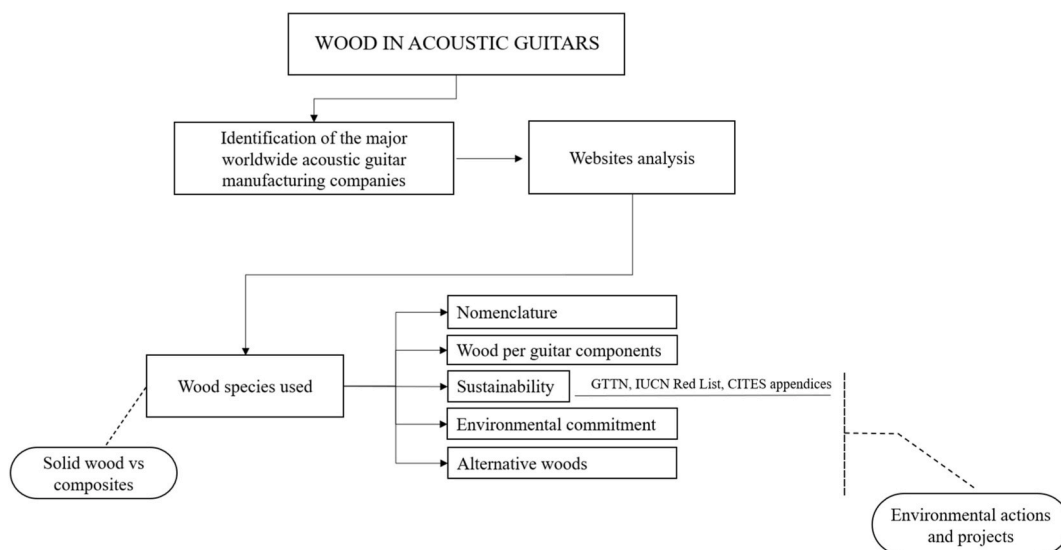 WOOD IN ACOUSTIC GUITARS
Identification of the major
worldwide acoustic guitar
manufacturing companies
Websites analysis
Nomenclature
Wood per guitar components
Wood species used
Sustainability
GTTN, IUCN Red List, CITES appendices
Environmental commitment
Alternative woods
Solid wood vs
composites
Environmental actions
and projects